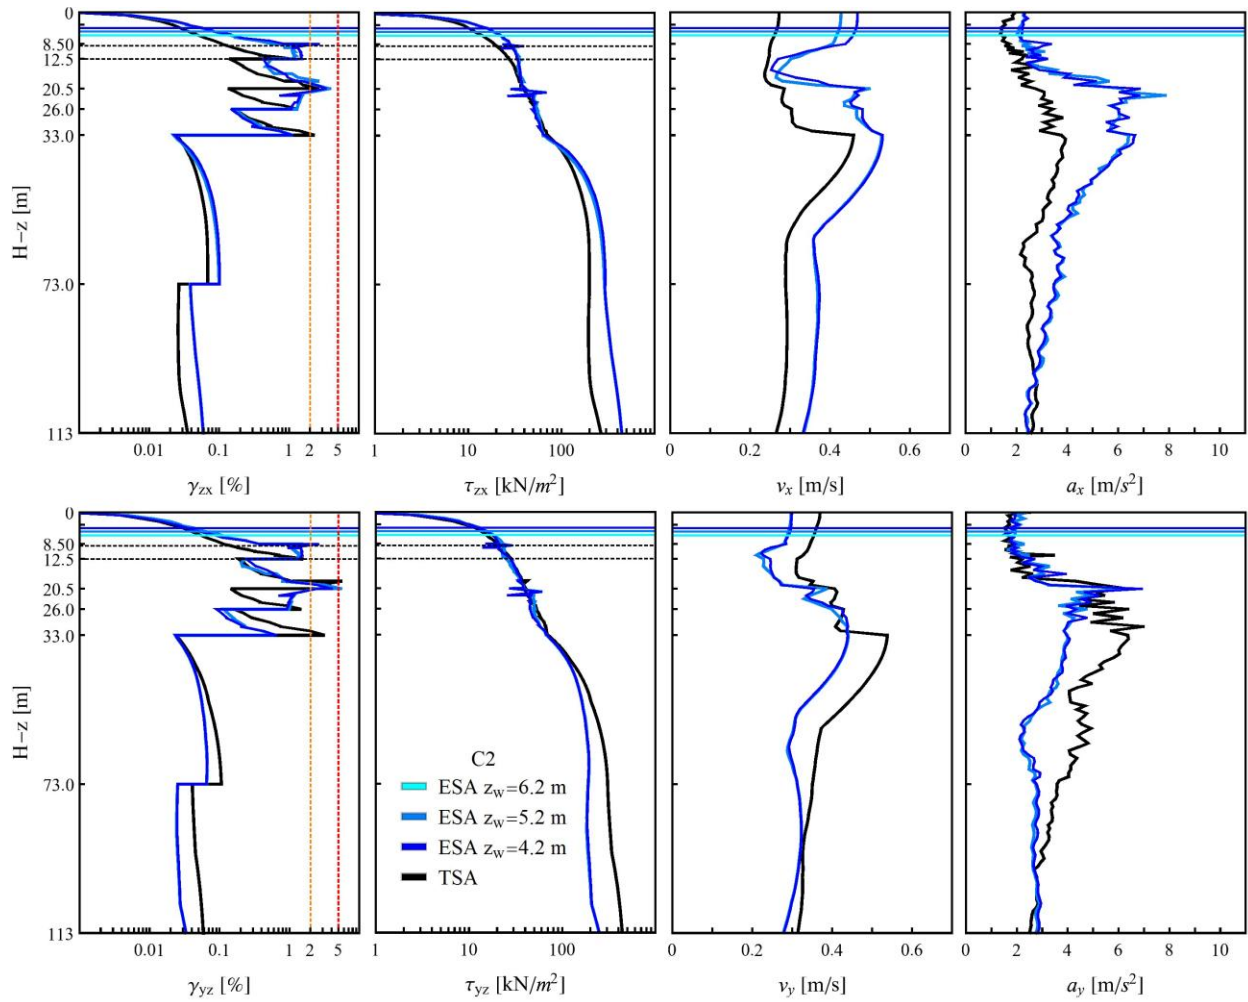 0
8.50
12.5
20.5
26.0
33.0
73.0
113
H−z [m]
0.01 0.1 1 2 5
γzx [%]
1 10 100
τzx [kN/m²]
0 0.2 0.4 0.6
vx [m/s]
0 2 4 6 8 10
ax [m/s²]
0
8.50
12.5
20.5
26.0
33.0
73.0
113
H−z [m]
0.01 0.1 1 2 5
γyz [%]
C2
ESA zw=6.2 m
ESA zw=5.2 m
ESA zw=4.2 m
TSA
1 10 100
τyz [kN/m²]
0 0.2 0.4 0.6
vy [m/s]
0 2 4 6 8 10
ay [m/s²]